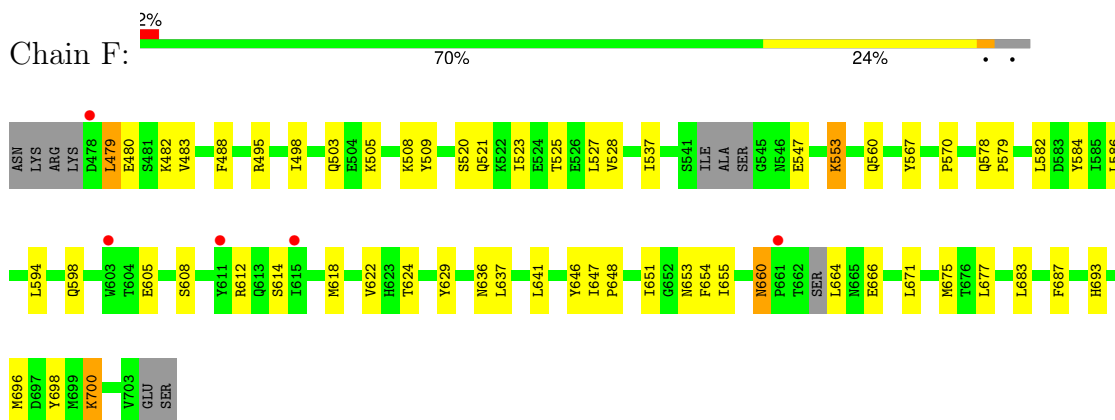 2%
Chain F:
70% 24% • •
ASN LYS ARG LYS D478 L479 E480 S481 K482 V483 F488 R495 I498 Q503 E504 K505 K508 Y509 S520 Q521 K522 I523 E524 T525 E526 L527 V528 I537 S541 ILE ALA SER G545 N546 E547 K553 Q560 Y567 P570 Q578 P579 L582 D583 Y584 I585 L586
L594 Q598 W603 T604 E605 S608 Y611 R612 Q613 S614 I615 M618 V622 H623 T624 Y629 N636 L637 L641 Y646 I647 P648 I651 G652 N653 F654 I655 N660 P661 T662 SER L664 N665 E666 L671 M675 T676 L677 L683 F687 H693
M696 D697 Y698 M699 K700 V703 GLU SER